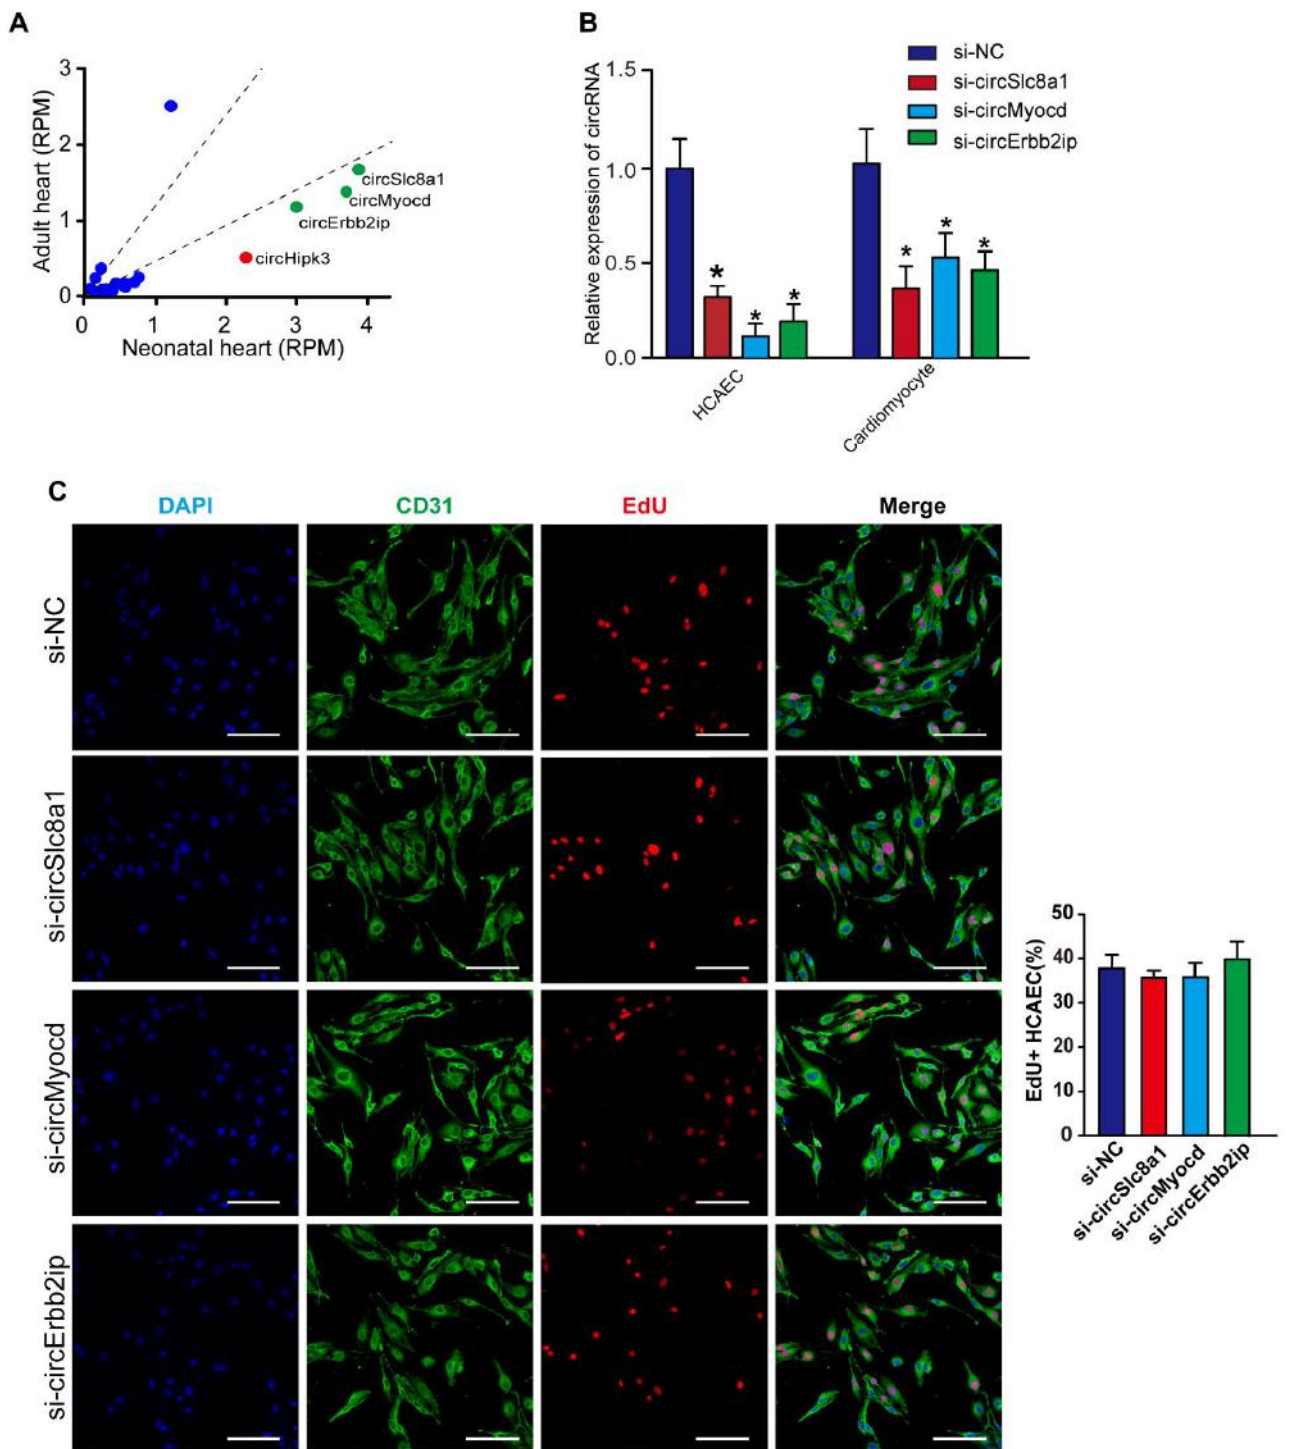 A
3
2
1
0
Adult heart (RPM)
circSlc8a1
circMyocd
circErbb2ip
circHipk3
0 1 2 3 4
Neonatal heart (RPM)
B
si-NC
si-circSlc8a1
si-circMyocd
si-circErbb2ip
1.5
1.0
0.5
0.0
Relative expression of circRNA
* * * * * *
HCAEC
Cardiomyocyte
C
DAPI CD31 EdU Merge
si-NC
si-circSlc8a1
si-circMyocd
si-circErbb2ip
50
40
30
20
10
0
EdU+ HCAEC(%)
si-NC
si-circSlc8a1
si-circMyocd
si-circErbb2ip